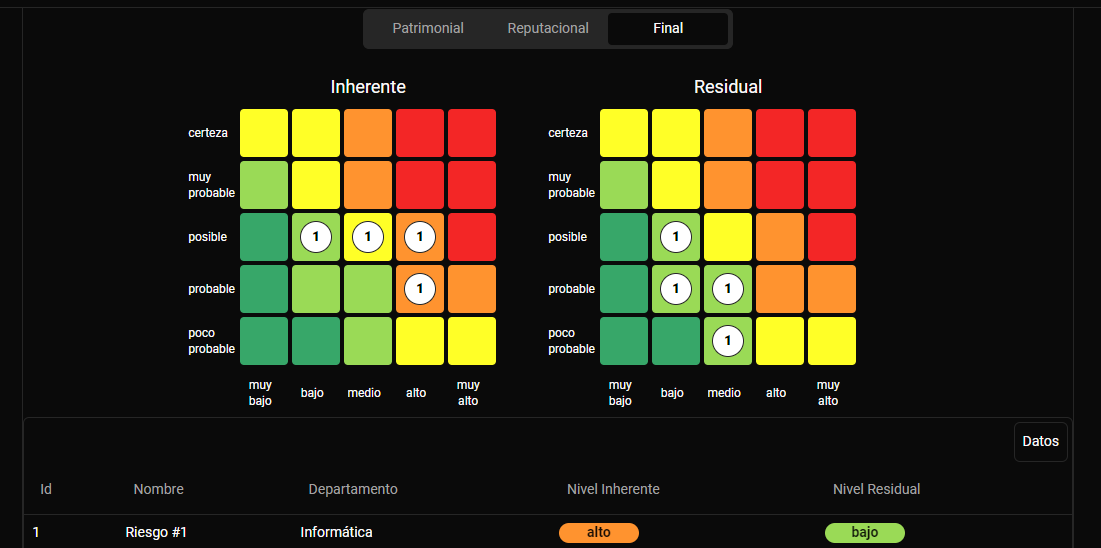 Patrimonial Reputacional Final
Inherente Residual
certeza certeza
muy muy
probable probable
posible 1 1 1 posible 1
probable 1 probable 1 1
poco poco
probable 1 probable
muy bajo medio alto muy
bajo alto
muy bajo medio alto muy
bajo alto
Datos
Id Nombre Departamento Nivel Inherente Nivel Residual
1 Riesgo #1 Informática alto bajo